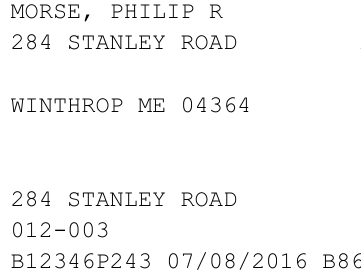 MORSE, PHILIP R
284 STANLEY ROAD
WINTHROP ME 04364
284 STANLEY ROAD
012-003
B12346P243 07/08/2016 B86